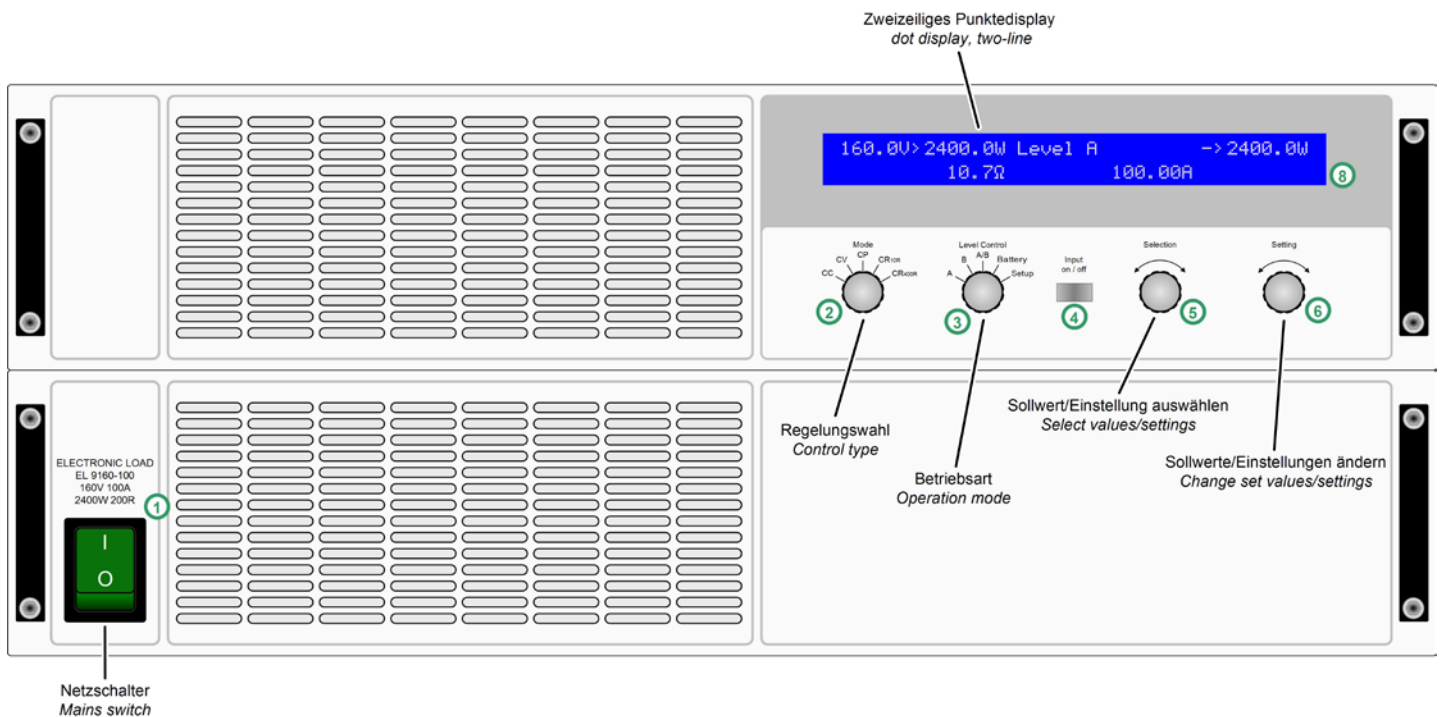 Zweizeiliges Punktedisplay
dot display, two-line
160.0V>2400.0W Level A ->2400.0W
10.7Ω 100.00A
8
Mode
CC CV CP CR10R CR400R
2
Level Control
A B A/B Battery Setup
3
Input
on / off
4
Selection
5
Setting
6
Regelungswahl
Control type
Betriebsart
Operation mode
Sollwert/Einstellung auswählen
Select values/settings
Sollwerte/Einstellungen ändern
Change set values/settings
ELECTRONIC LOAD
EL 9160-100
160V 100A
2400W 200R
1
I
O
Netzschalter
Mains switch